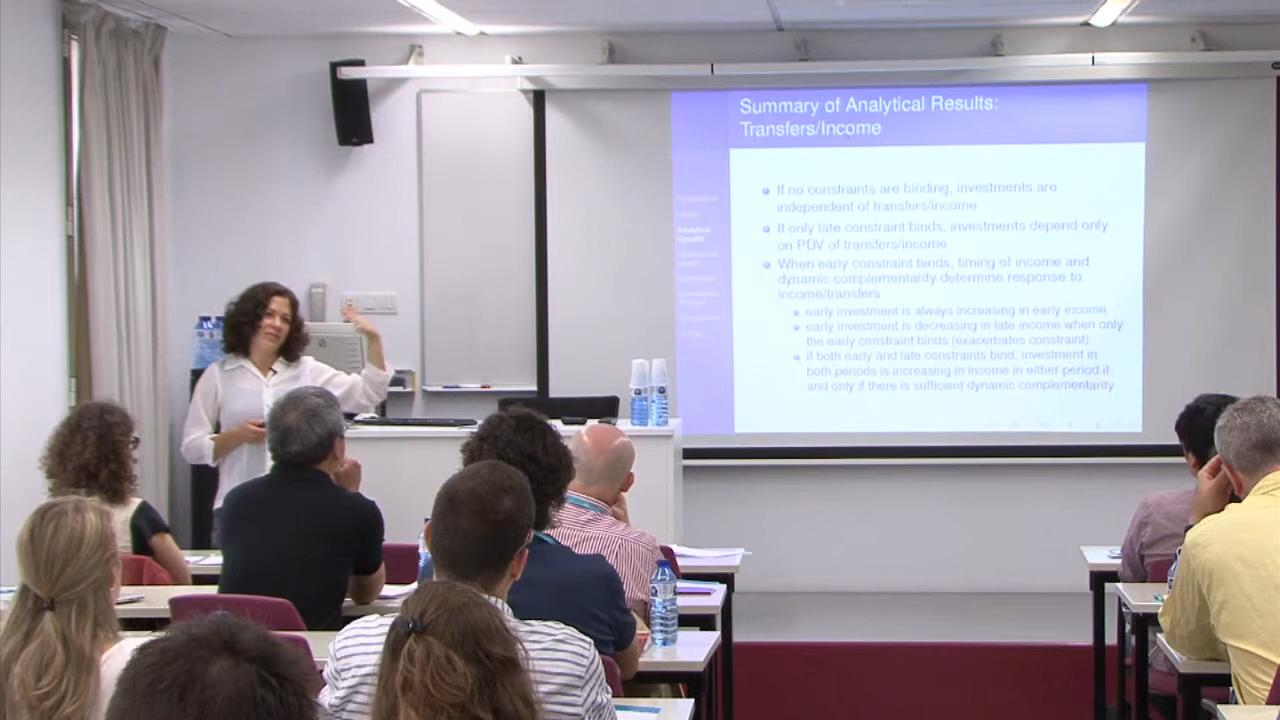 Summary of Analytical Results:
Transfers/Income
If no constraints are binding, investments are
independent of transfers/income
If only late constraint binds, investments depend only
on PDV of transfers/income
When early constraint binds, timing of income and
dynamic complementarity determine response to
income/transfers
early investment is always increasing in early income
early investment is decreasing in late income when only
the early constraint binds (exacerbates constraint)
if both early and late constraints bind, investment in
both periods is increasing in income in either period if
and only if there is sufficient dynamic complementarity
Analytical
Results